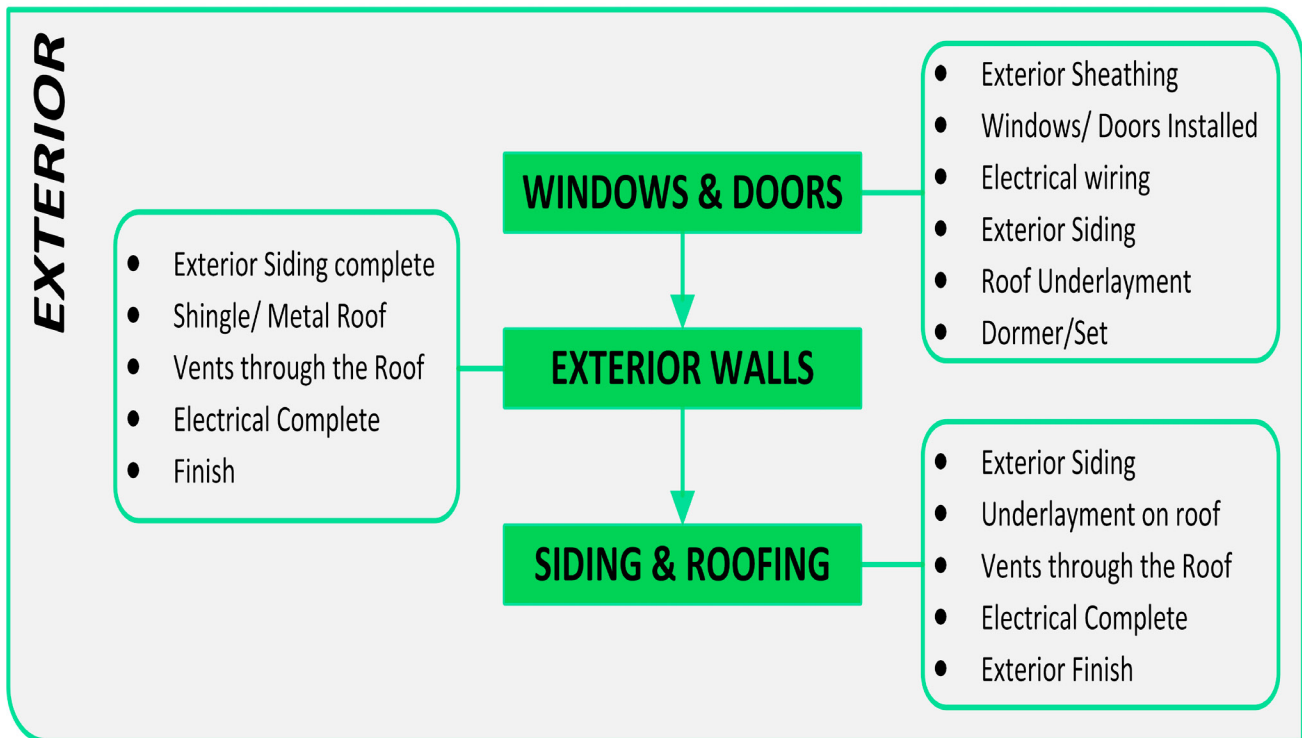 EXTERIOR
WINDOWS & DOORS
• Exterior Sheathing
• Windows/ Doors Installed
• Electrical wiring
• Exterior Siding
• Roof Underlayment
• Dormer/Set
EXTERIOR WALLS
• Exterior Siding complete
• Shingle/ Metal Roof
• Vents through the Roof
• Electrical Complete
• Finish
SIDING & ROOFING
• Exterior Siding
• Underlayment on roof
• Vents through the Roof
• Electrical Complete
• Exterior Finish